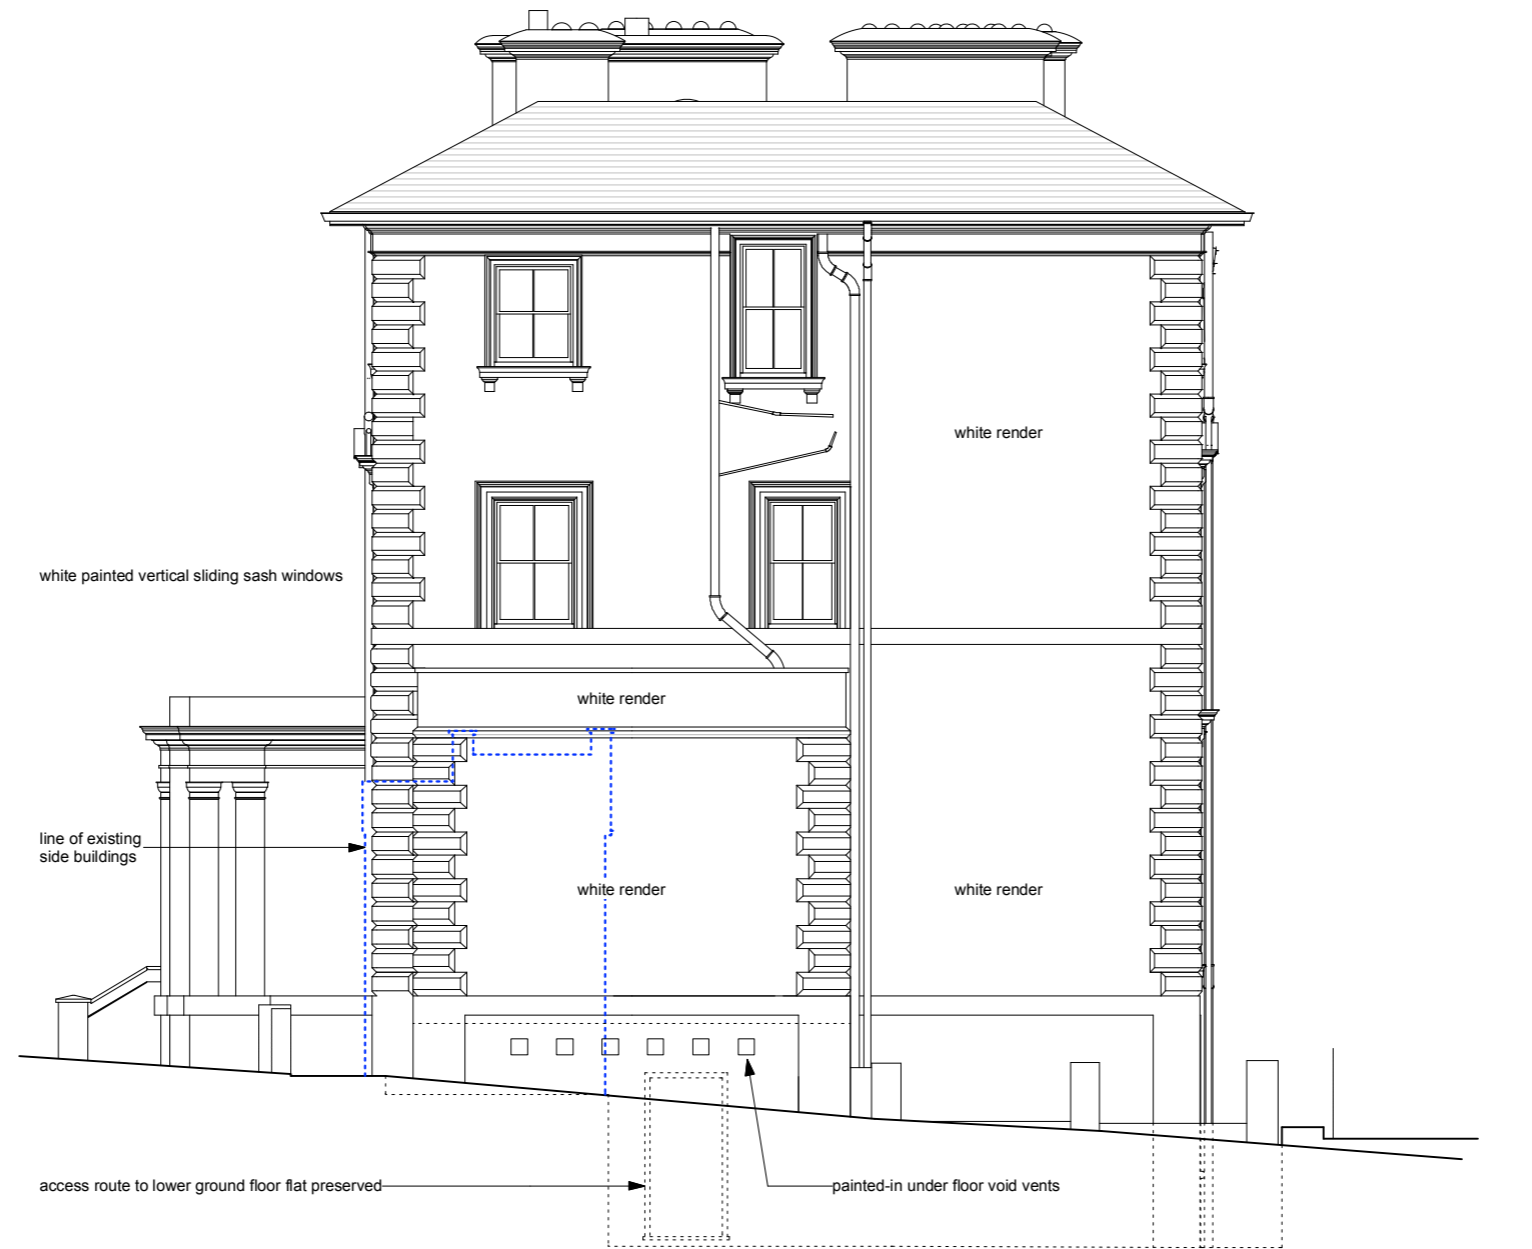 white render
white painted vertical sliding sash windows
white render
line of existing
side buildings
white render
white render
access route to lower ground floor flat preserved
painted-in under floor void vents